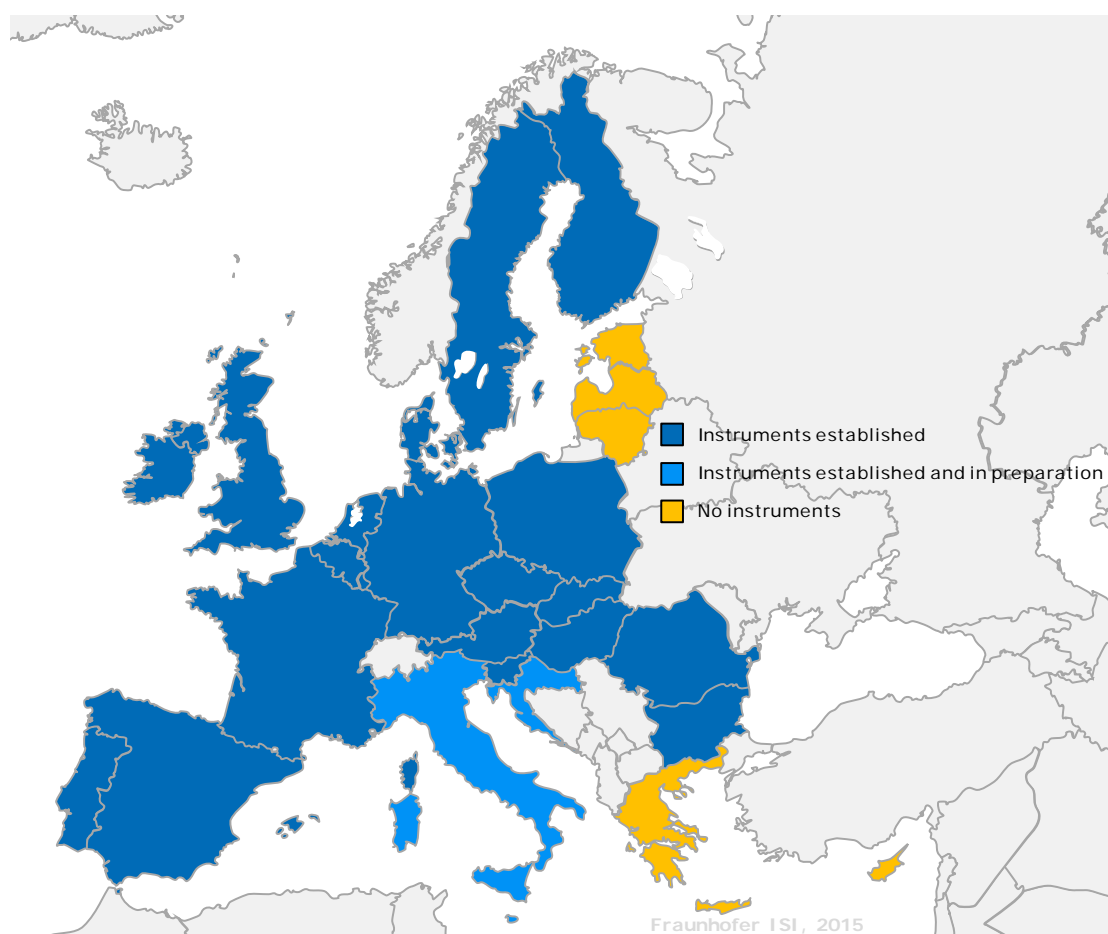 Instruments established
Instruments established and in preparation
No instruments
Fraunhofer ISI, 2015